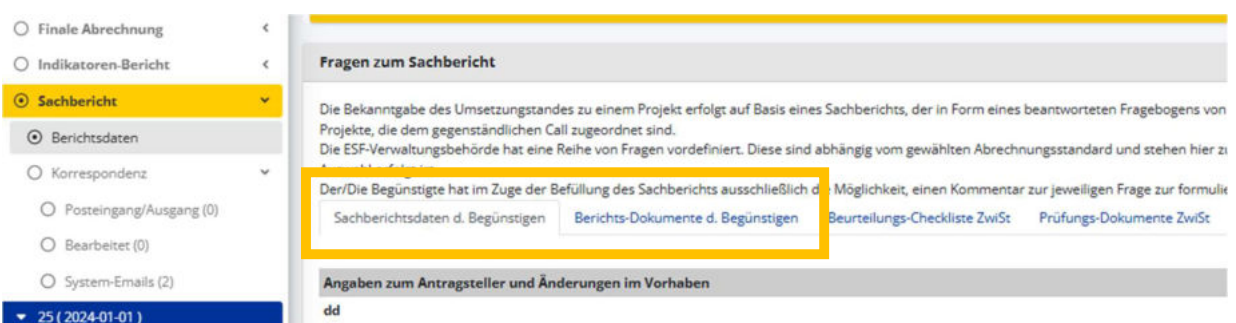 Finale Abrechnung
Indikatoren-Bericht
Sachbericht
Berichtsdaten
Korrespondenz
Posteingang/Ausgang (0)
Bearbeitet (0)
System-Emails (2)
25 ( 2024-01-01 )
Fragen zum Sachbericht
Die Bekanntgabe des Umsetzungstandes zu einem Projekt erfolgt auf Basis eines Sachberichts, der in Form eines beantworteten Fragebogens von
Projekte, die dem gegenständlichen Call zugeordnet sind.
Die ESF-Verwaltungsbehörde hat eine Reihe von Fragen vordefiniert. Diese sind abhängig vom gewählten Abrechnungsstandard und stehen hier
Der/Die Begünstigte hat im Zuge der Befüllung des Sachberichts ausschließlich Möglichkeit, einen Kommentar zur jeweiligen Frage zur
Sachberichtsdaten d. Begünstigen Berichts-Dokumente d. Begünstigen Beurteilungs-Checkliste ZwiSt Prüfungs-Dokumente ZwiSt
Angaben zum Antragsteller und Änderungen im Vorhaben
dd